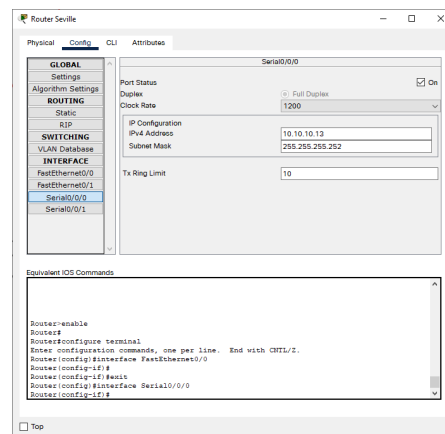 Router Seville
Physical Config CLI Attributes
GLOBAL
Settings
Algorithm Settings
ROUTING
Static
RIP
SWITCHING
VLAN Database
INTERFACE
FastEthernet0/0
FastEthernet0/1
Serial0/0/0
Serial0/0/1
Serial0/0/0
Port Status On
Duplex Full Duplex
Clock Rate 1200
IP Configuration
IPv4 Address 10.10.10.13
Subnet Mask 255.255.255.252
Tx Ring Limit 10
Equivalent IOS Commands
Router>enable
Router#
Router#configure terminal
Enter configuration commands, one per line. End with CNTL/Z.
Router(config)#interface FastEthernet0/0
Router(config-if)#
Router(config-if)#exit
Router(config)#interface Serial0/0/0
Router(config-if)#
Top